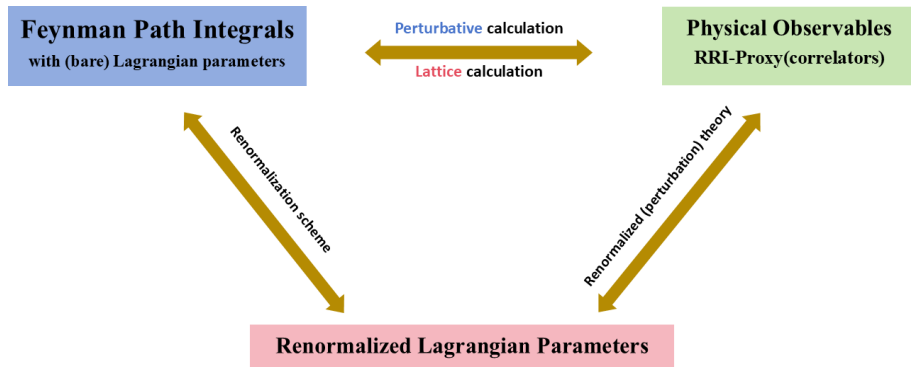 Feynman Path Integrals
with (bare) Lagrangian parameters
Perturbative calculation
Lattice calculation
Physical Observables
RRI-Proxy(correlators)
Renormalization scheme
Renormalized (perturbation) theory
Renormalized Lagrangian Parameters